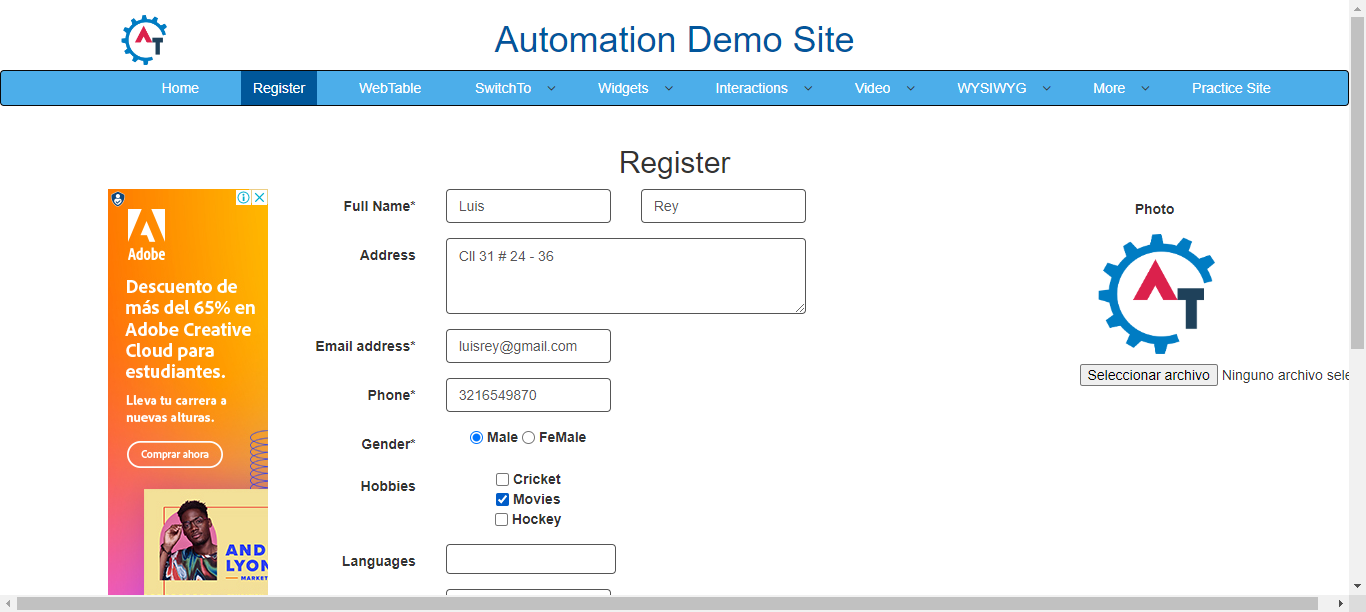 AT
Automation Demo Site
Home Register WebTable SwitchTo Widgets Interactions Video WYSIWYG More Practice Site
Register
Adobe
Descuento de
más del 65% en
Adobe Creative
Cloud para
estudiantes.
Lleva tu carrera a
nuevas alturas.
Comprar ahora
AND
LYON
MARKET
Full Name* Luis Rey
Address Cll 31 # 24 - 36
Email address* luisrey@gmail.com
Phone* 3216549870
Gender* Male FeMale
Hobbies Cricket
Movies
Hockey
Languages
Photo
AT
Seleccionar archivo Ninguno archivo sele